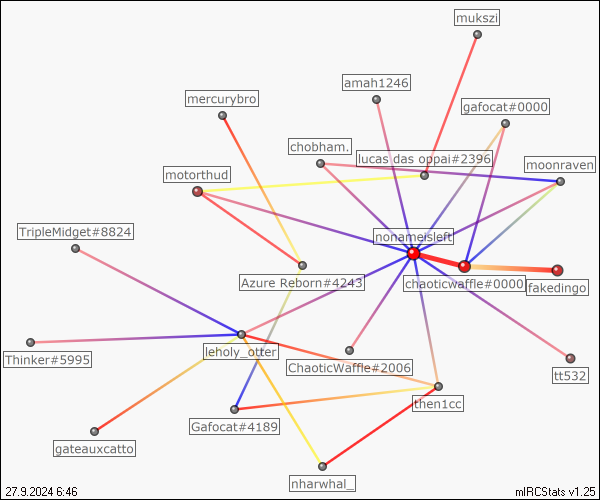 mukszi
amah1246
mercurybro
gafocat#0000
chobham.
lucas das oppai#2396
moonraven
motorthud
TripleMidget#8824
nonameisleft
Azure Reborn#4243
chaoticwaffle#0000
fakedingo
Thinker#5995
leholy_otter
ChaoticWaffle#2006
tt532
then1cc
Gafocat#4189
gateauxcatto
nharwhal_
27.9.2024 6:46
mIRCStats v1.25